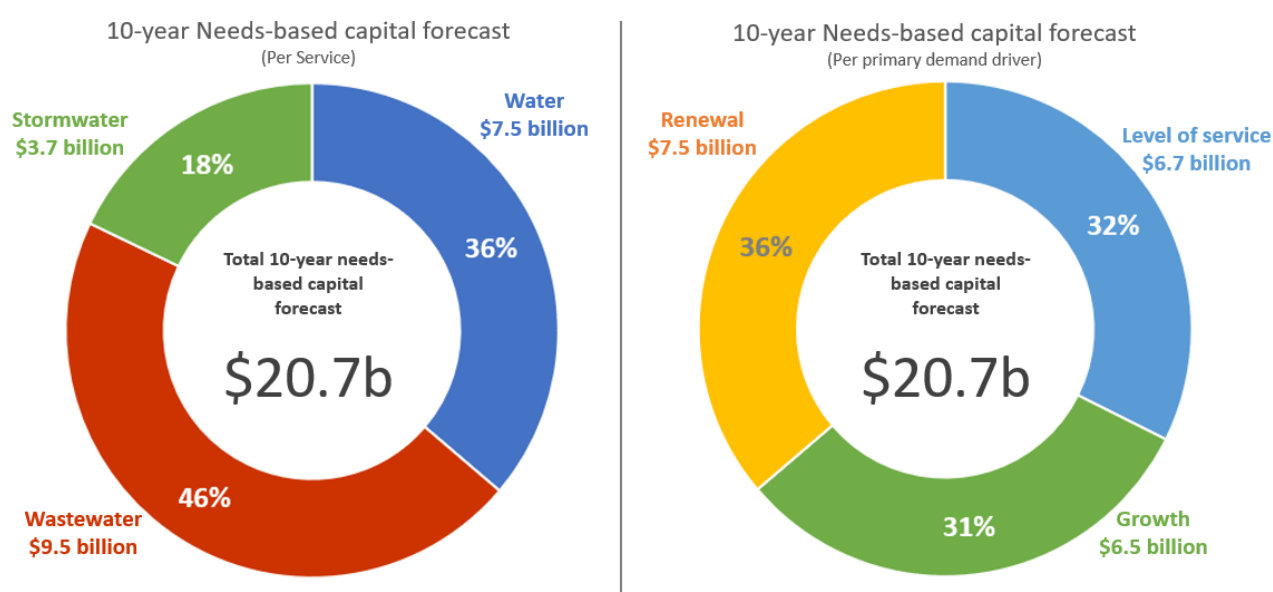 10-year Needs-based capital forecast
(Per Service)
Stormwater
$3.7 billion
Water
$7.5 billion
18%
36%
Total 10-year needs-
based capital
forecast
$20.7b
46%
Wastewater
$9.5 billion
10-year Needs-based capital forecast
(Per primary demand driver)
Renewal
$7.5 billion
Level of service
$6.7 billion
32%
36%
Total 10-year needs-
based capital
forecast
$20.7b
31%
Growth
$6.5 billion